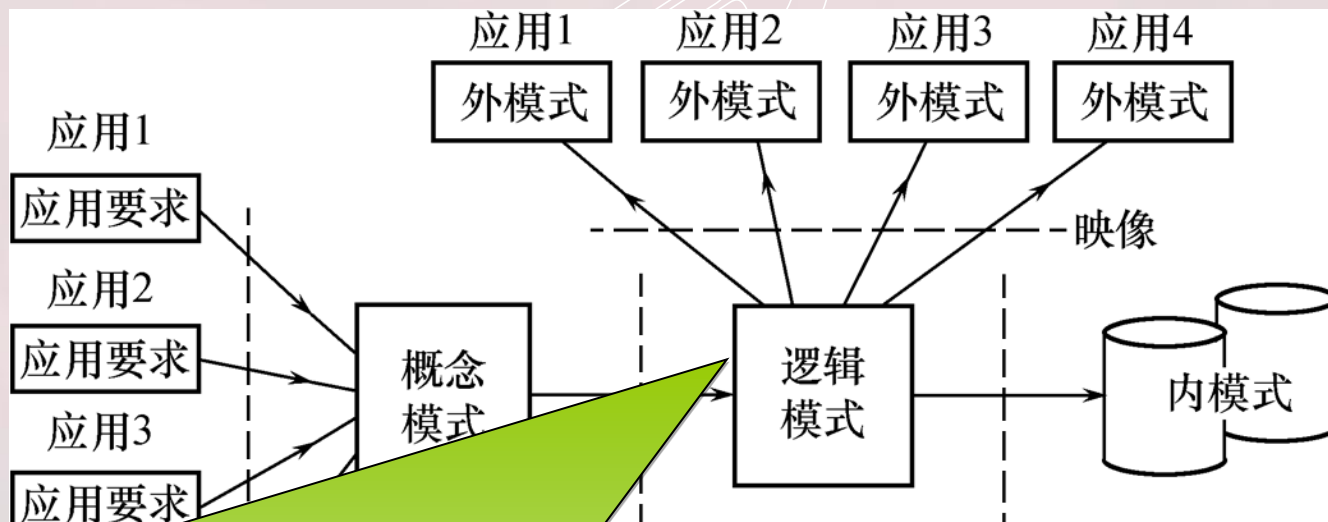 应用1
应用2
应用3
应用4
外模式
外模式
外模式
外模式
映像
应用1
应用要求
应用2
应用要求
应用3
应用要求
概念
模式
逻辑
模式
内模式